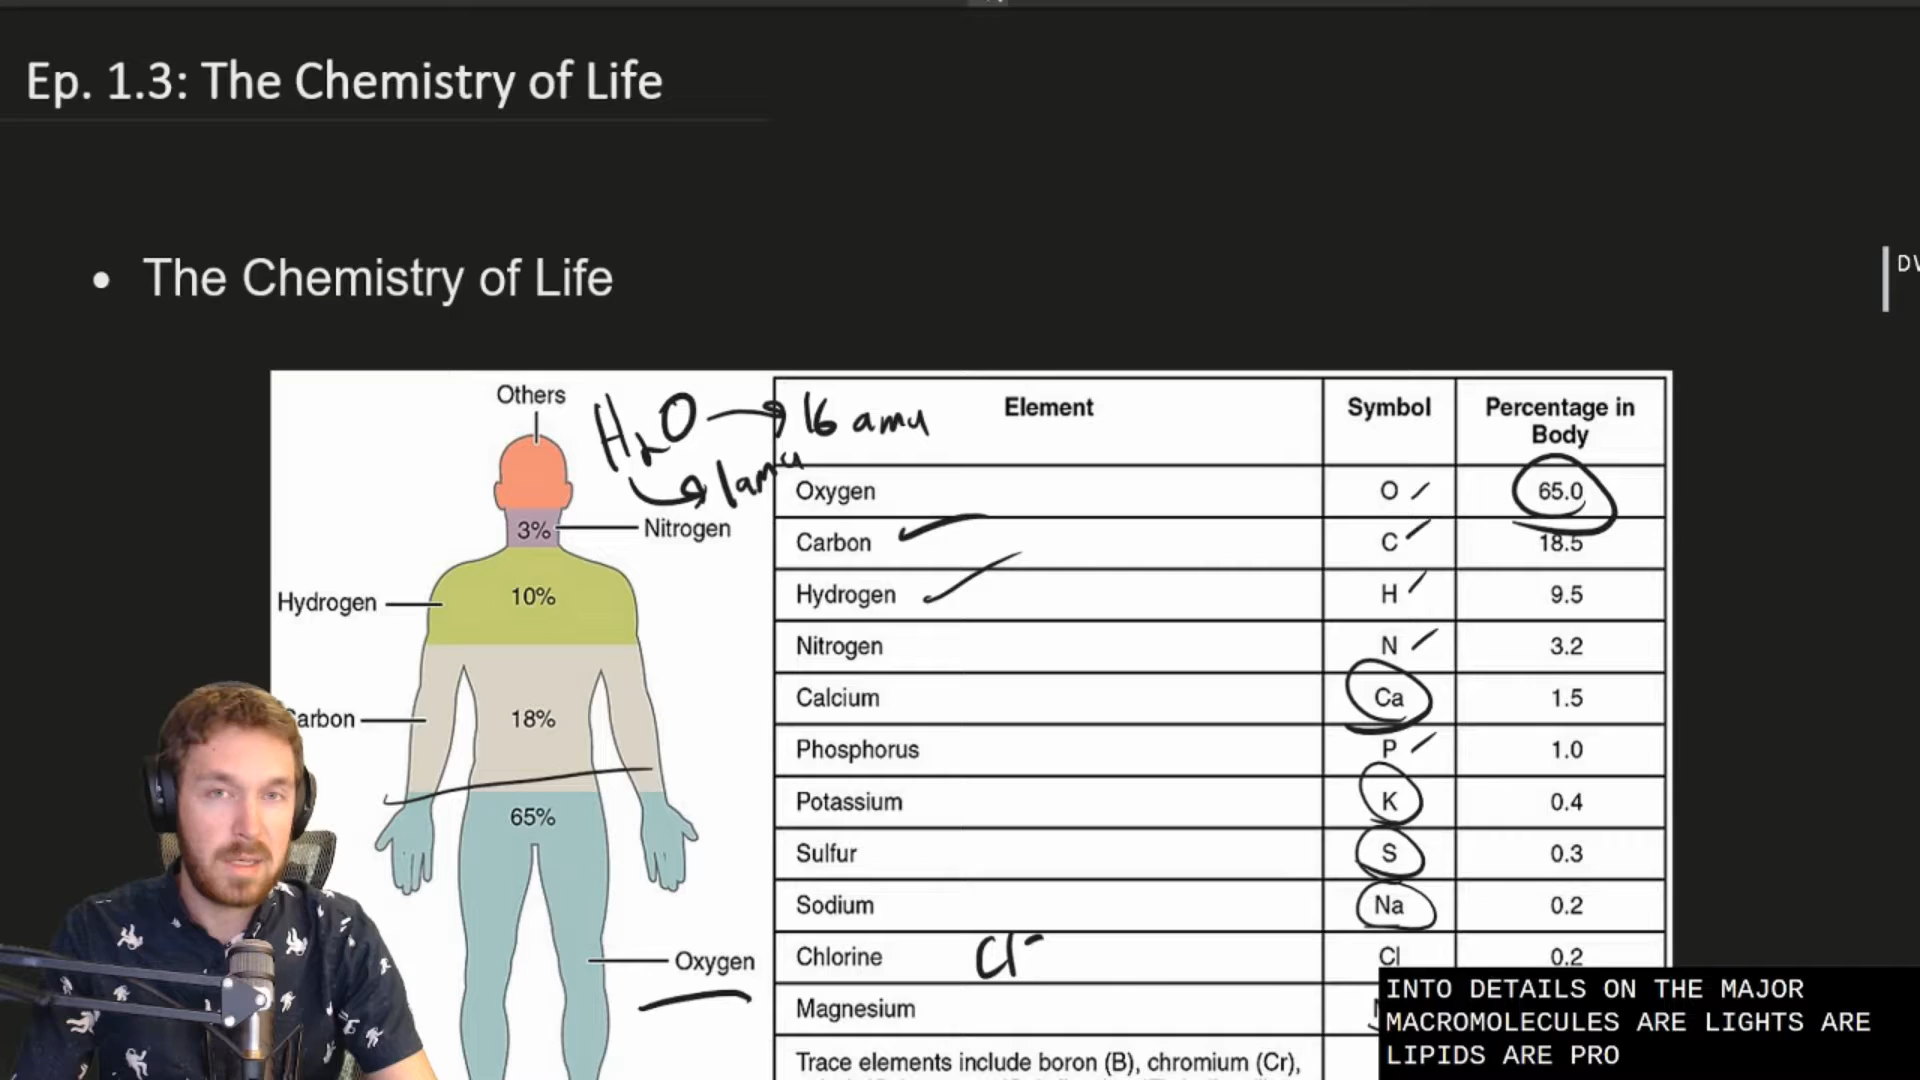 Ep. 1.3: The Chemistry of Life
• The Chemistry of Life
Others
H2O → 16 amu
1amu
3%
Nitrogen
Hydrogen
10%
Carbon
18%
65%
Oxygen
Element Symbol Percentage in Body
Oxygen O 65.0
Carbon C 18.5
Hydrogen H 9.5
Nitrogen N 3.2
Calcium Ca 1.5
Phosphorus P 1.0
Potassium K 0.4
Sulfur S 0.3
Sodium Na 0.2
Chlorine Cl⁻ Cl 0.2
Magnesium
Trace elements include boron (B), chromium (Cr),
INTO DETAILS ON THE MAJOR
MACROMOLECULES ARE LIGHTS ARE
LIPIDS ARE PRO